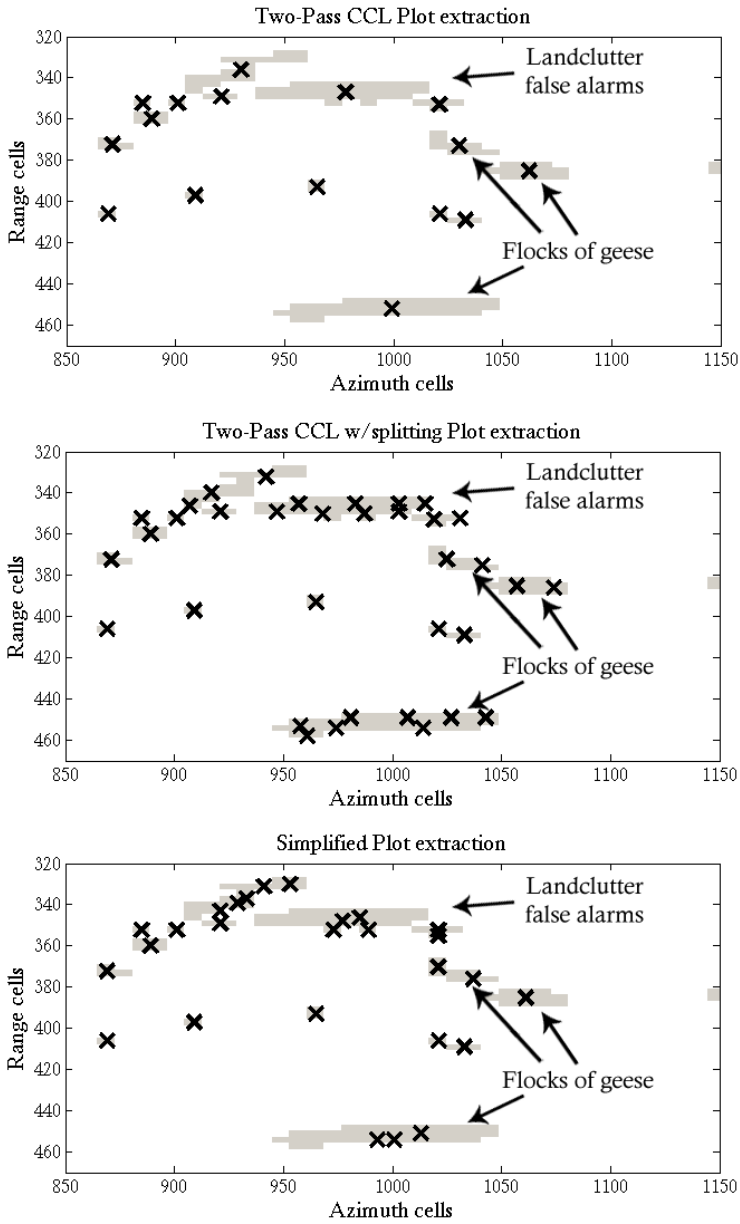 Two-Pass CCL Plot extraction
320
340
360
380
400
420
440
460
Range cells
Landclutter
false alarms
Flocks of geese
850 900 950 1000 1050 1100 1150
Azimuth cells
Two-Pass CCL w/splitting Plot extraction
320
340
360
380
400
420
440
460
Range cells
Landclutter
false alarms
Flocks of geese
850 900 950 1000 1050 1100 1150
Azimuth cells
Simplified Plot extraction
320
340
360
380
400
420
440
460
Range cells
Landclutter
false alarms
Flocks of geese
850 900 950 1000 1050 1100 1150
Azimuth cells